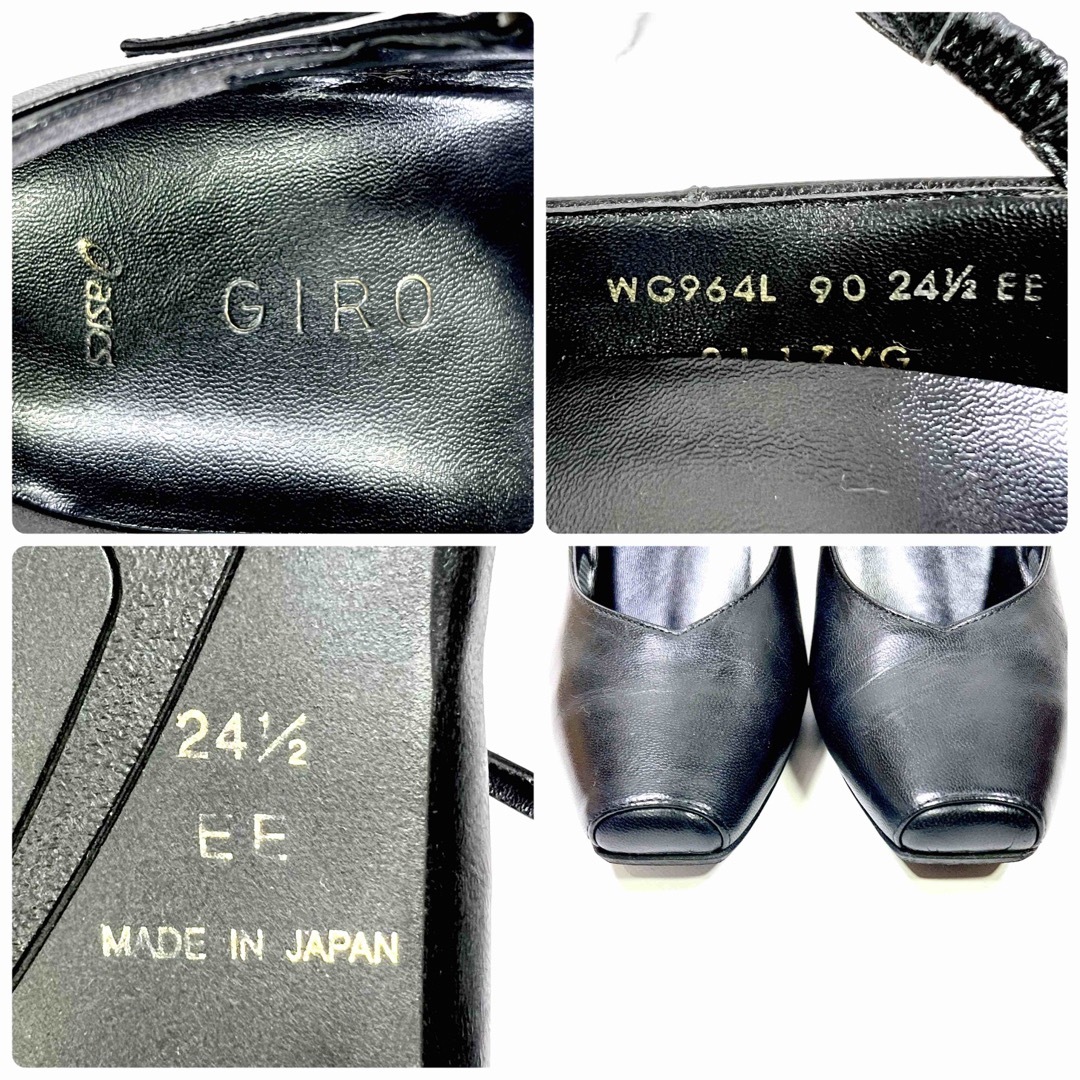 asics
GIRO
WG964L 90 24½ EE
24½
EE
MADE IN JAPAN